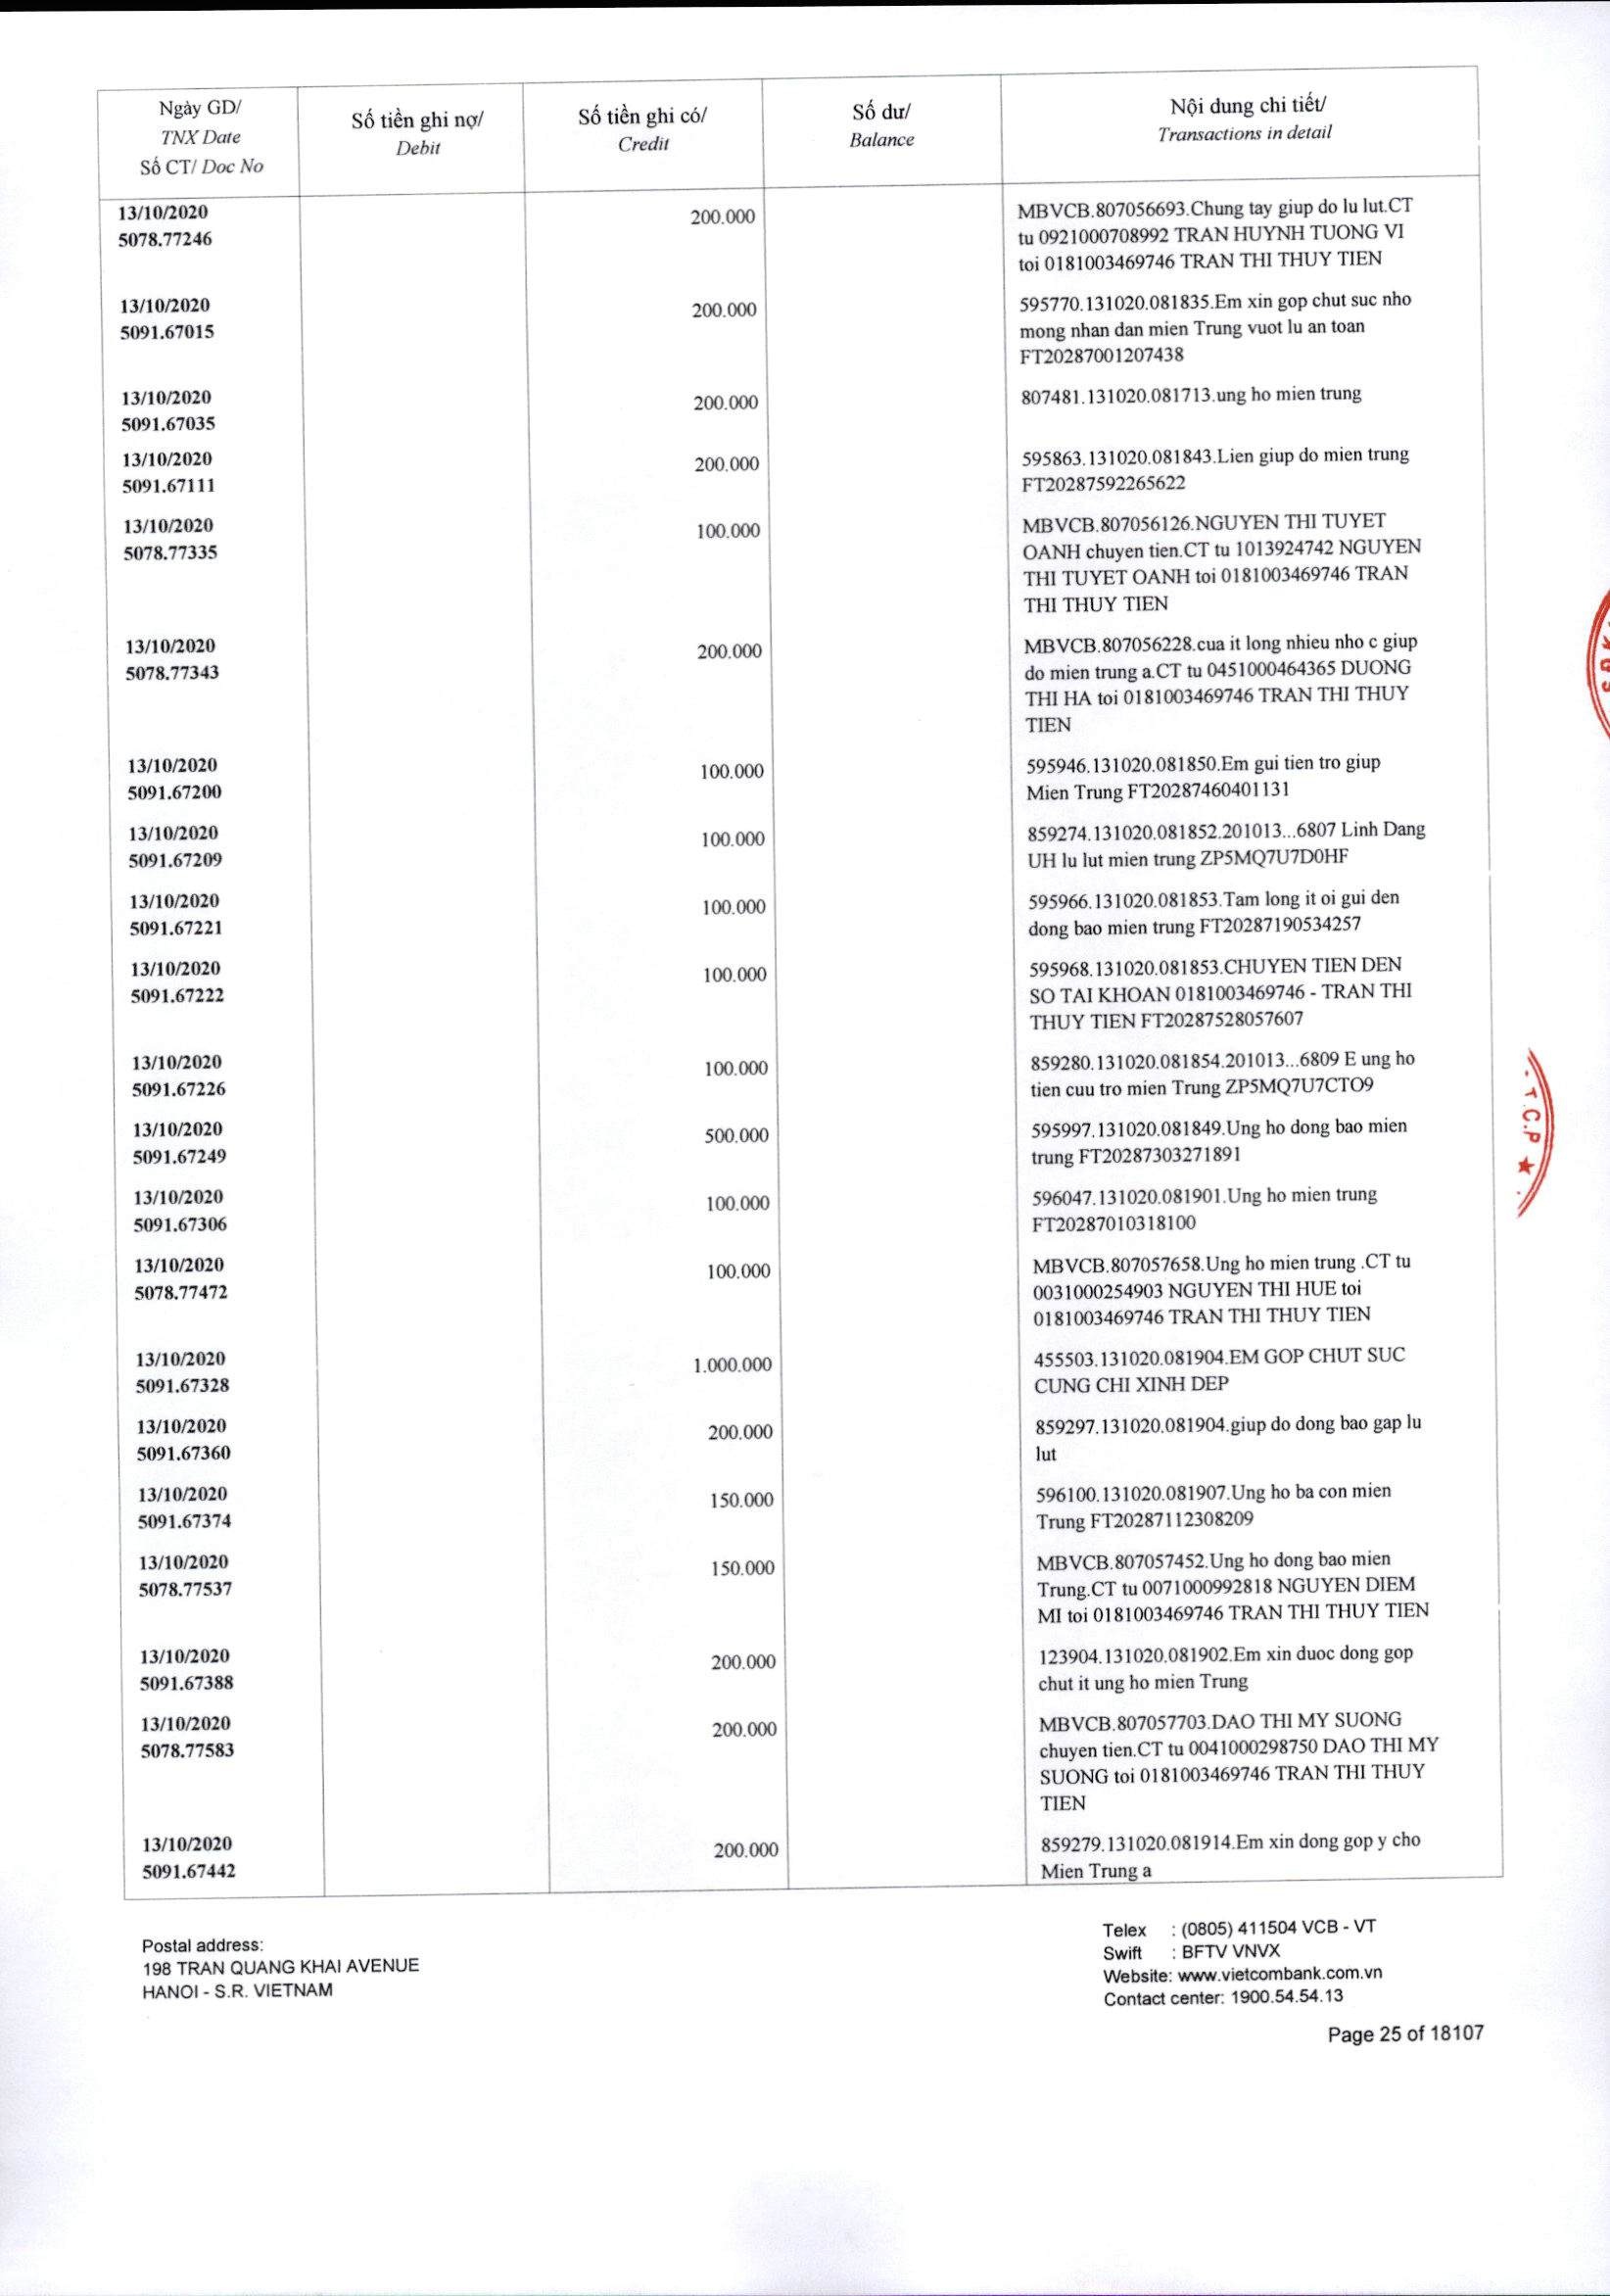 Ngày GD/
TNX Date
Số CT/ Doc No
Số tiền ghi nợ/
Debit
Số tiền ghi có/
Credit
Số dư/
Balance
Nội dung chi tiết/
Transactions in detail
13/10/2020
5078.77246
200.000
MBVCB.807056693.Chung tay giup do lu lut.CT
tu 0921000708992 TRAN HUYNH TUONG VI
toi 0181003469746 TRAN THI THUY TIEN
13/10/2020
5091.67015
200.000
595770.131020.081835.Em xin gop chut suc nho
mong nhan dan mien Trung vuot lu an toan
FT20287001207438
13/10/2020
5091.67035
200.000
807481.131020.081713.ung ho mien trung
13/10/2020
5091.67111
200.000
595863.131020.081843.Lien giup do mien trung
FT20287592265622
13/10/2020
5078.77335
100.000
MBVCB.807056126.NGUYEN THI TUYET
OANH chuyen tien.CT tu 1013924742 NGUYEN
THI TUYET OANH toi 0181003469746 TRAN
THI THUY TIEN
13/10/2020
5078.77343
200.000
MBVCB.807056228.cua it long nhieu nho c giup
do mien trung a.CT tu 0451000464365 DUONG
THI HA toi 0181003469746 TRAN THI THUY
TIEN
13/10/2020
5091.67200
100.000
595946.131020.081850.Em gui tien tro giup
Mien Trung FT20287460401131
13/10/2020
5091.67209
100.000
859274.131020.081852.201013...6807 Linh Dang
UH lu lut mien trung ZP5MQ7U7D0HF
13/10/2020
5091.67221
100.000
595966.131020.081853.Tam long it oi gui den
dong bao mien trung FT20287190534257
13/10/2020
5091.67222
100.000
595968.131020.081853.CHUYEN TIEN DEN
SO TAI KHOAN 0181003469746 - TRAN THI
THUY TIEN FT20287528057607
13/10/2020
5091.67226
100.000
859280.131020.081854.201013...6809 E ung ho
tien cuu tro mien Trung ZP5MQ7U7CTO9
13/10/2020
5091.67249
500.000
595997.131020.081849.Ung ho dong bao mien
trung FT20287303271891
13/10/2020
5091.67306
100.000
596047.131020.081901.Ung ho mien trung
FT20287010318100
13/10/2020
5078.77472
100.000
MBVCB.807057658.Ung ho mien trung .CT tu
0031000254903 NGUYEN THI HUE toi
0181003469746 TRAN THI THUY TIEN
13/10/2020
5091.67328
1.000.000
455503.131020.081904.EM GOP CHUT SUC
CUNG CHI XINH DEP
13/10/2020
5091.67360
200.000
859297.131020.081904.giup do dong bao gap lu
lut
13/10/2020
5091.67374
150.000
596100.131020.081907.Ung ho ba con mien
Trung FT20287112308209
13/10/2020
5078.77537
150.000
MBVCB.807057452.Ung ho dong bao mien
Trung.CT tu 0071000992818 NGUYEN DIEM
MI toi 0181003469746 TRAN THI THUY TIEN
13/10/2020
5091.67388
200.000
123904.131020.081902.Em xin duoc dong gop
chut it ung ho mien Trung
13/10/2020
5078.77583
200.000
MBVCB.807057703.DAO THI MY SUONG
chuyen tien.CT tu 0041000298750 DAO THI MY
SUONG toi 0181003469746 TRAN THI THUY
TIEN
13/10/2020
5091.67442
200.000
859279.131020.081914.Em xin dong gop y cho
Mien Trung a
T.C.P
Postal address:
198 TRAN QUANG KHAI AVENUE
HANOI - S.R. VIETNAM
Telex : (0805) 411504 VCB - VT
Swift : BFTV VNVX
Website: www.vietcombank.com.vn
Contact center: 1900.54.54.13
Page 25 of 18107